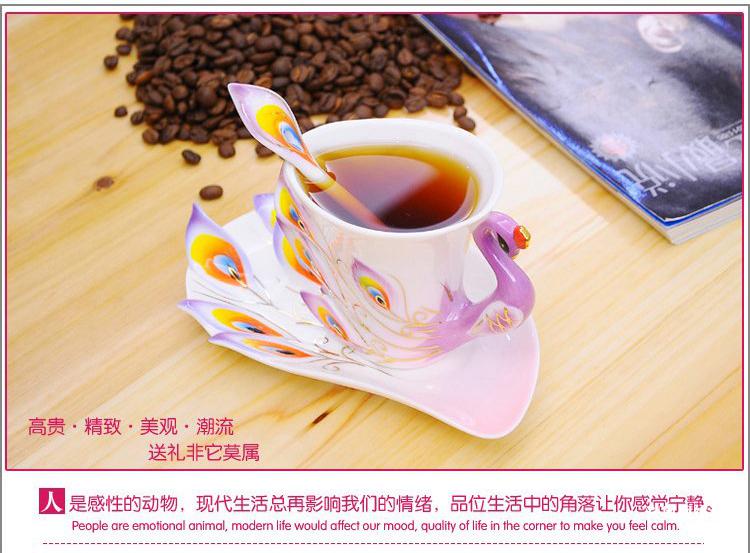 高贵·精致·美观·潮流
送礼非它莫属
人是感性的动物，现代生活总再影响我们的情绪，品位生活中的角落让你感觉宁静。
People are emotional animal, modern life would affect our mood, quality of life in the corner to make you feel calm.